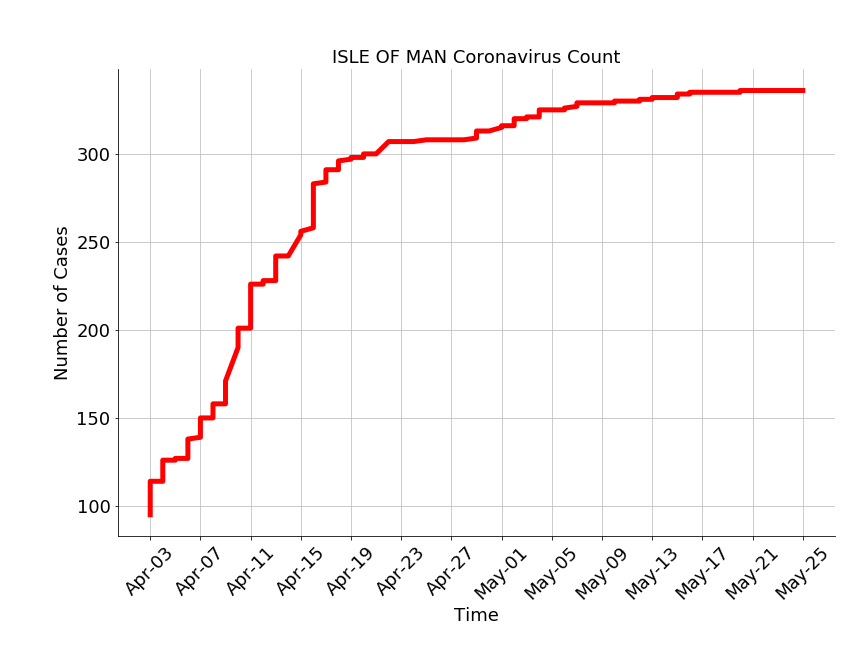 ISLE OF MAN Coronavirus Count
300
250
200
150
100
Number of Cases
Apr-03
Apr-07
Apr-11
Apr-15
Apr-19
Apr-23
Apr-27
May-01
May-05
May-09
May-13
May-17
May-21
May-25
Time